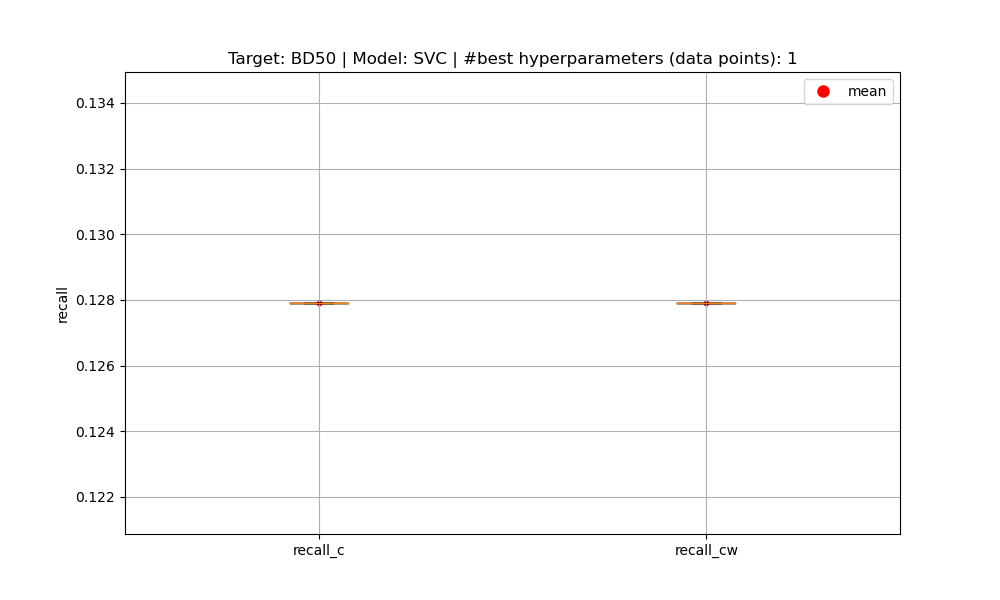 Target: BD50 | Model: SVC | #best hyperparameters (data points): 1
mean
0.134
0.132
0.130
0.128
0.126
0.124
0.122
recall
recall_c
recall_cw